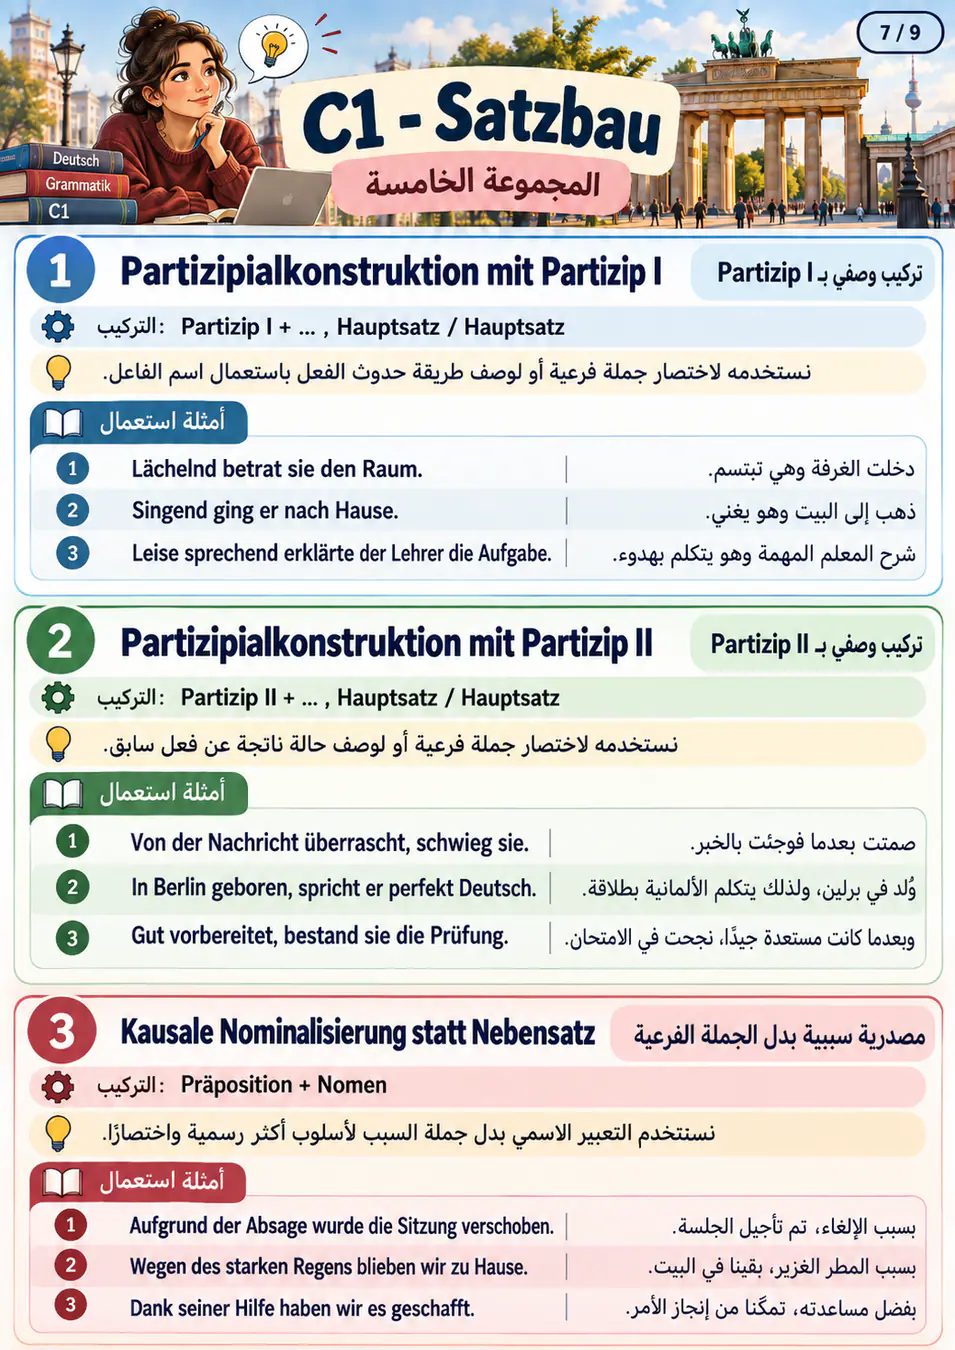 7 / 9
C1 - Satzbau
المجموعة الخامسة
Deutsch
Grammatik
C1
1 Partizipialkonstruktion mit Partizip I تركيب وصفي بـ Partizip I
التركيب: Partizip I + ... , Hauptsatz / Hauptsatz
نستخدمه لاختصار جملة فرعية أو لوصف طريقة حدوث الفعل باستعمال اسم الفاعل.
أمثلة استعمال
1 Lächelnd betrat sie den Raum. | دخلت الغرفة وهي تبتسم.
2 Singend ging er nach Hause. | ذهب إلى البيت وهو يغني.
3 Leise sprechend erklärte der Lehrer die Aufgabe. | شرح المعلم المهمة وهو يتكلم بهدوء.
2 Partizipialkonstruktion mit Partizip II تركيب وصفي بـ Partizip II
التركيب: Partizip II + ... , Hauptsatz / Hauptsatz
نستخدمه لاختصار جملة فرعية أو لوصف حالة ناتجة عن فعل سابق.
أمثلة استعمال
1 Von der Nachricht überrascht, schwieg sie. | صمتت بعدما فوجئت بالخبر.
2 In Berlin geboren, spricht er perfekt Deutsch. | وُلد في برلين، ولذلك يتكلم الألمانية بطلاقة.
3 Gut vorbereitet, bestand sie die Prüfung. | وبعدما كانت مستعدة جيدًا، نجحت في الامتحان.
3 Kausale Nominalisierung statt Nebensatz مصدرية سببية بدل الجملة الفرعية
التركيب: Präposition + Nomen
نسنتخدم التعبير الاسمي بدل جملة السبب لأسلوب أكثر رسمية واختصارًا.
أمثلة استعمال
1 Aufgrund der Absage wurde die Sitzung verschoben. | بسبب الإلغاء، تم تأجيل الجلسة.
2 Wegen des starken Regens blieben wir zu Hause. | بسبب المطر الغزير، بقينا في البيت.
3 Dank seiner Hilfe haben wir es geschafft. | بفضل مساعدته، تمكّنا من إنجاز الأمر.